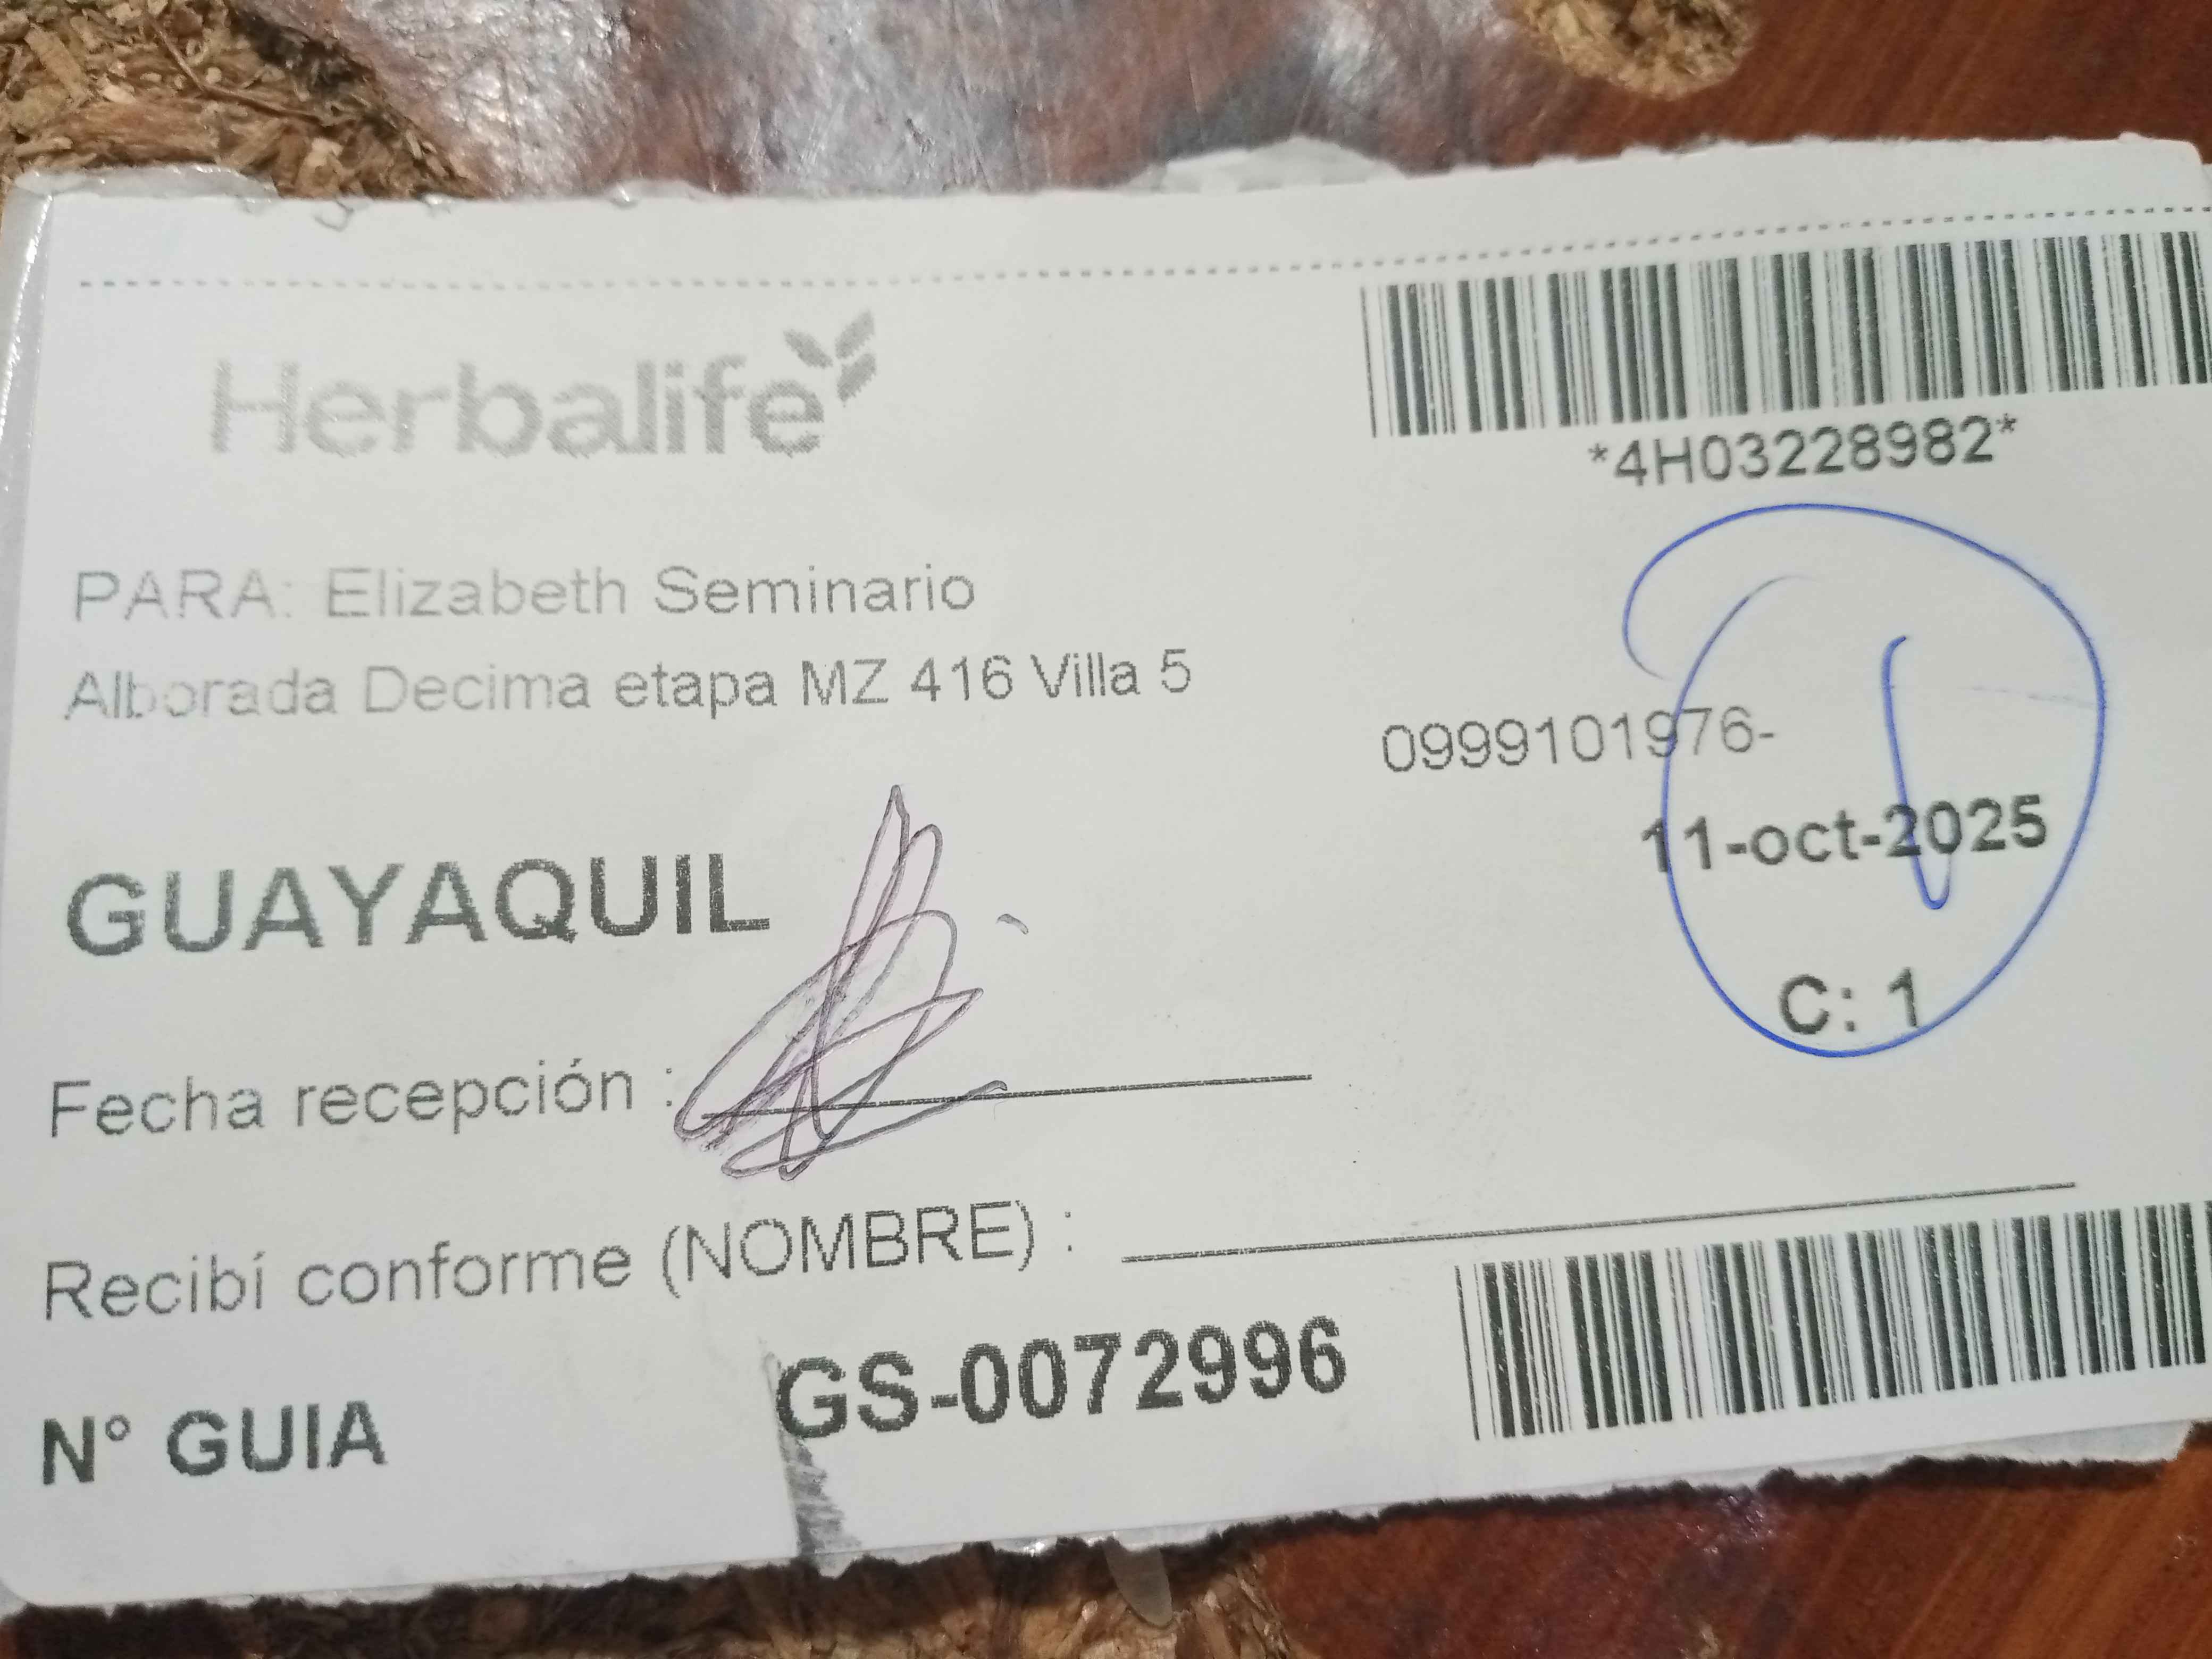 Herbalife
*4H03228982*
PARA: Elizabeth Seminario
Alborada Decima etapa MZ 416 Villa 5
0999101976-
11-oct-2025
GUAYAQUIL
C: 1
Fecha recepción :
Recibí conforme (NOMBRE) :
N° GUIA GS-0072996